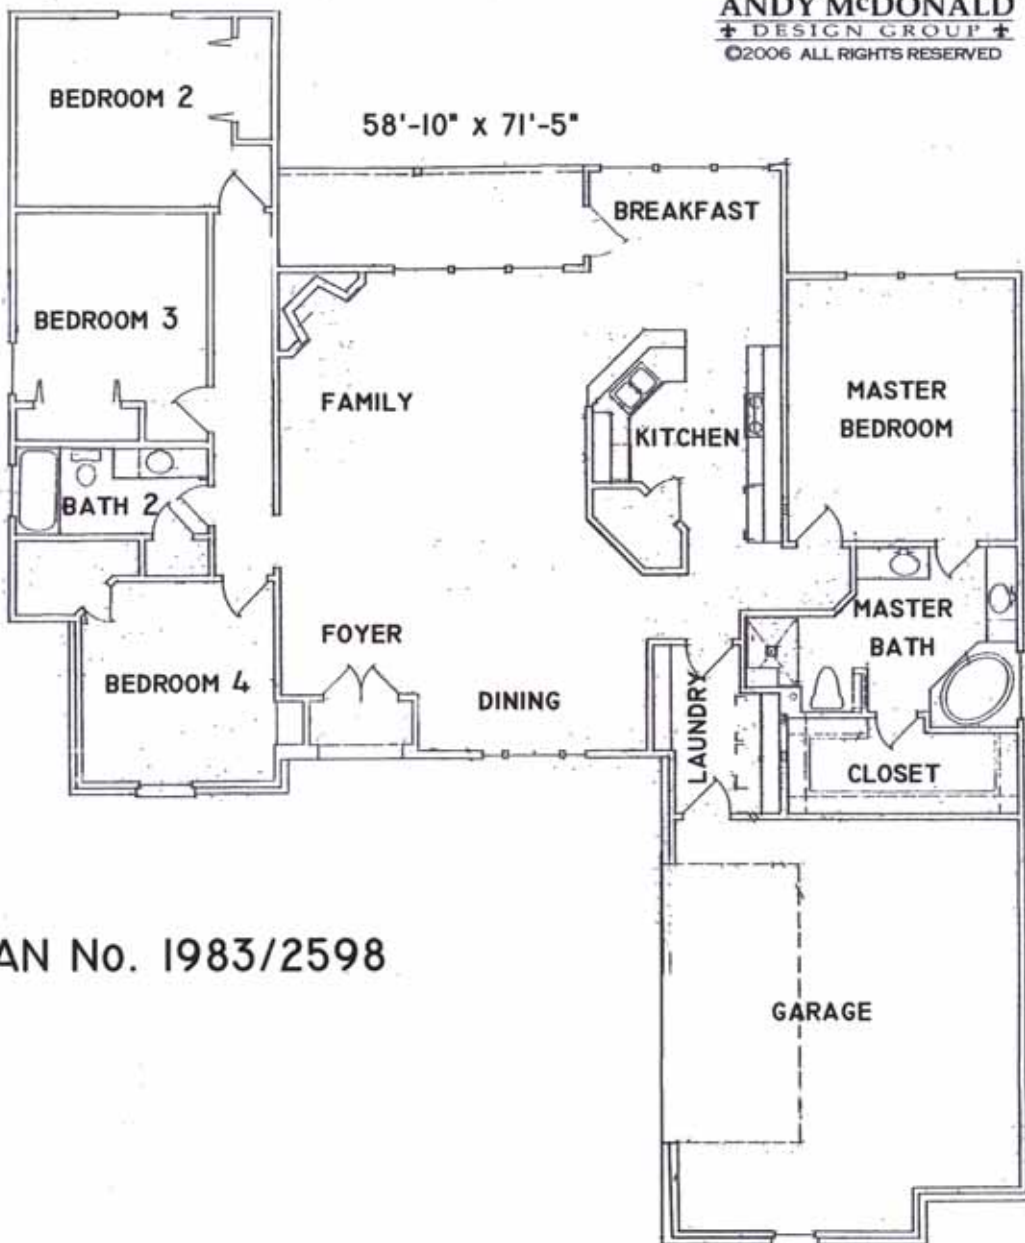 ANDY McDONALD
DESIGN GROUP
©2006 ALL RIGHTS RESERVED
BEDROOM 2
58'-10" X 71'-5"
BREAKFAST
BEDROOM 3
FAMILY
MASTER
BEDROOM
KITCHEN
BATH 2
MASTER
BATH
FOYER
BEDROOM 4
DINING
LAUNDRY
CLOSET
AN No. 1983/2598
GARAGE